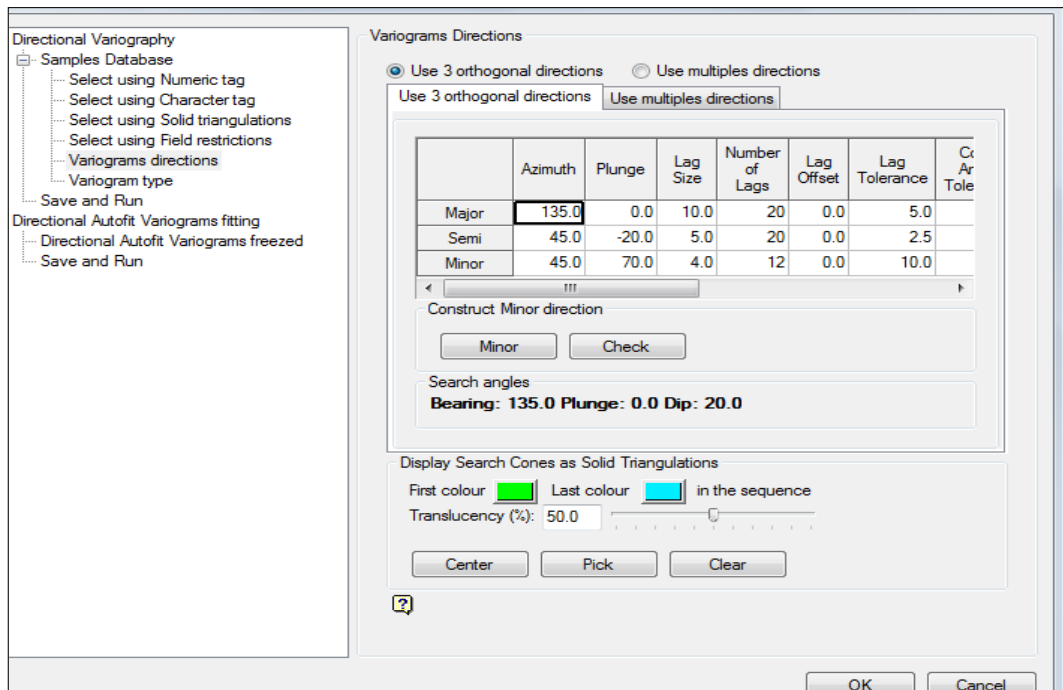 Directional Variography
Samples Database
Select using Numeric tag
Select using Character tag
Select using Solid triangulations
Select using Field restrictions
Variograms directions
Variogram type
Save and Run
Directional Autofit Variograms fitting
Directional Autofit Variograms freezed
Save and Run
Variograms Directions
Use 3 orthogonal directions Use multiples directions
Use 3 orthogonal directions Use multiples directions
Azimuth Plunge Lag Size Number of Lags Lag Offset Lag Tolerance
Major 135.0 0.0 10.0 20 0.0 5.0
Semi 45.0 -20.0 5.0 20 0.0 2.5
Minor 45.0 70.0 4.0 12 0.0 10.0
Construct Minor direction
Minor Check
Search angles
Bearing: 135.0 Plunge: 0.0 Dip: 20.0
Display Search Cones as Solid Triangulations
First colour Last colour in the sequence
Translucency (%): 50.0
Center Pick Clear
?
OK Cancel